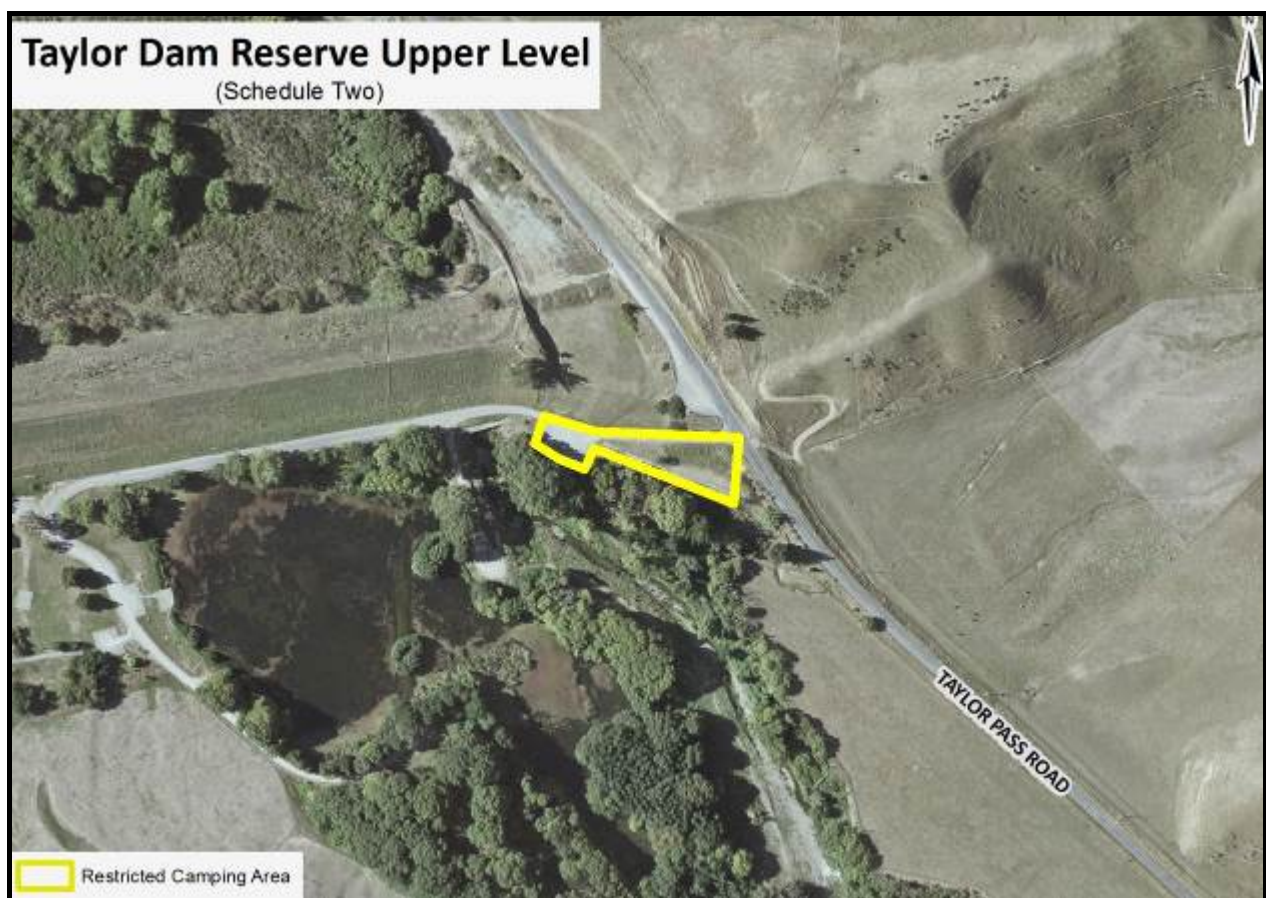 Taylor Dam Reserve Upper Level
(Schedule Two)
TAYLOR PASS ROAD
Restricted Camping Area